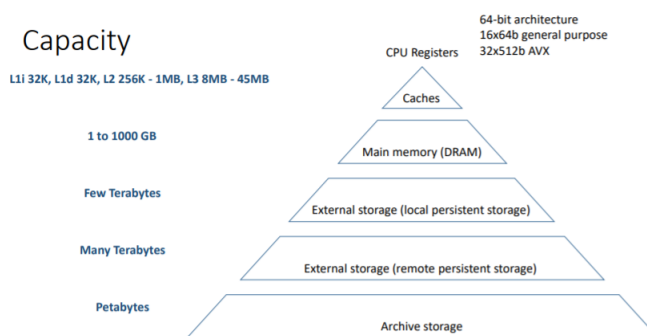 64-bit architecture
16x64b general purpose
32x512b AVX
Capacity
CPU Registers
L1i 32K, L1d 32K, L2 256K - 1MB, L3 8MB - 45MB
Caches
1 to 1000 GB
Main memory (DRAM)
Few Terabytes
External storage (local persistent storage)
Many Terabytes
External storage (remote persistent storage)
Petabytes
Archive storage